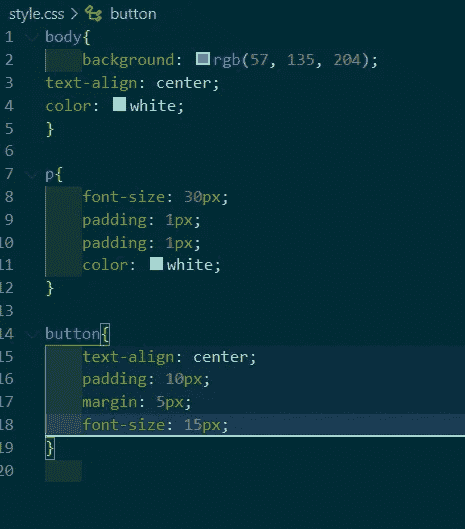 style.css > button
1 body{
2 background: rgb(57, 135, 204);
3 text-align: center;
4 color: white;
5 }
6
7 p{
8 font-size: 30px;
9 padding: 1px;
10 padding: 1px;
11 color: white;
12 }
13
14 button{
15 text-align: center;
16 padding: 10px;
17 margin: 5px;
18 font-size: 15px;
19 }
20